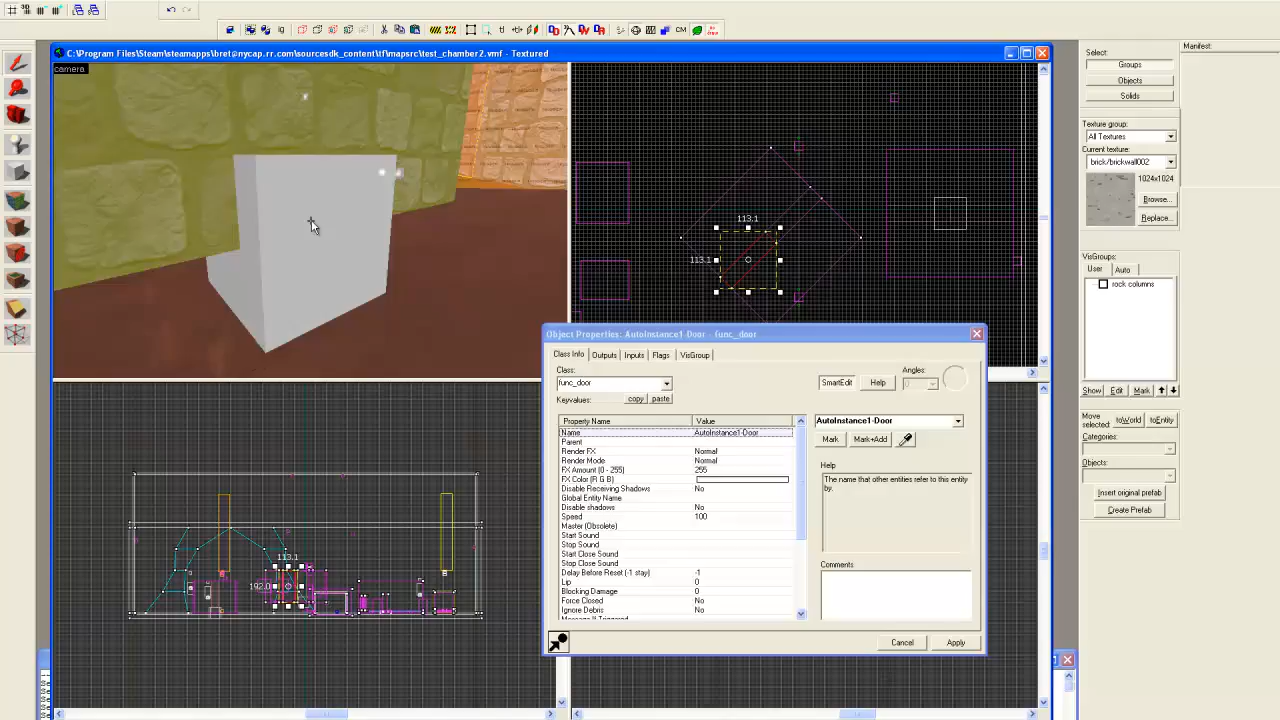 C:\Program Files\Steam\steamapps\bret@nycap.rr.com\sourcesdk_content\tf\mapsrc\test_chamber2.vmf - Textured
camera
113.1
113.1
113.1
192.0
Object Properties: AutoInstance1-Door - func_door
Class Info
Outputs
Inputs
Flags
VisGroup
Class:
func_door
SmartEdit
Help
Angles:
0
Keyvalues:
copy
paste
Property Name
Value
Name
AutoInstance1-Door
Parent
Render FX
Normal
Render Mode
Normal
FX Amount (0 - 255)
255
FX Color (R G B)
Disable Receiving Shadows
No
Global Entity Name
Disable shadows
No
Speed
100
Master (Obsolete)
Start Sound
Stop Sound
Start Close Sound
Stop Close Sound
Delay Before Reset (-1 stay)
-1
Lip
0
Blocking Damage
0
Force Closed
No
Ignore Debris
No
Message If Triggered
AutoInstance1-Door
Mark
Mark+Add
Help
The name that other entities refer to this entity
by.
Comments
Cancel
Apply
Select:
Groups
Objects
Solids
Texture group:
All Textures
Current texture:
brick/brickwall002
1024x1024
Browse...
Replace...
VisGroups:
User
Auto
rock columns
Show
Edit
Mark
Move
selected:
toWorld
toEntity
Categories:
Objects:
Insert original prefab
Create Prefab
Manifest:
CM